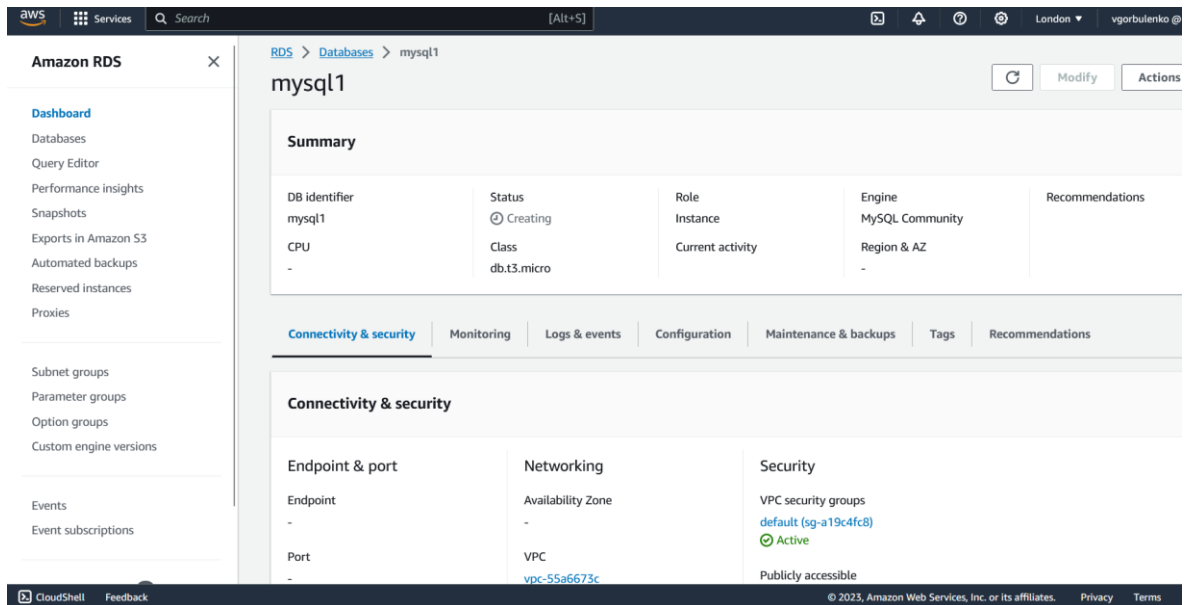 aws Services Search [Alt+S] London ▼ vgorbulenko @
Amazon RDS
Dashboard
Databases
Query Editor
Performance insights
Snapshots
Exports in Amazon S3
Automated backups
Reserved instances
Proxies
Subnet groups
Parameter groups
Option groups
Custom engine versions
Events
Event subscriptions
RDS > Databases > mysql1
mysql1
Modify Actions
Summary
DB identifier Status Role Engine Recommendations
mysql1 Creating Instance MySQL Community
CPU Class Current activity Region & AZ
- db.t3.micro -
Connectivity & security Monitoring Logs & events Configuration Maintenance & backups Tags Recommendations
Connectivity & security
Endpoint & port Networking Security
Endpoint Availability Zone VPC security groups
- - default (sg-a19c4fc8)
Active
Port VPC Publicly accessible
- vpc-55a6673c
CloudShell Feedback © 2023, Amazon Web Services, Inc. or its affiliates. Privacy Terms